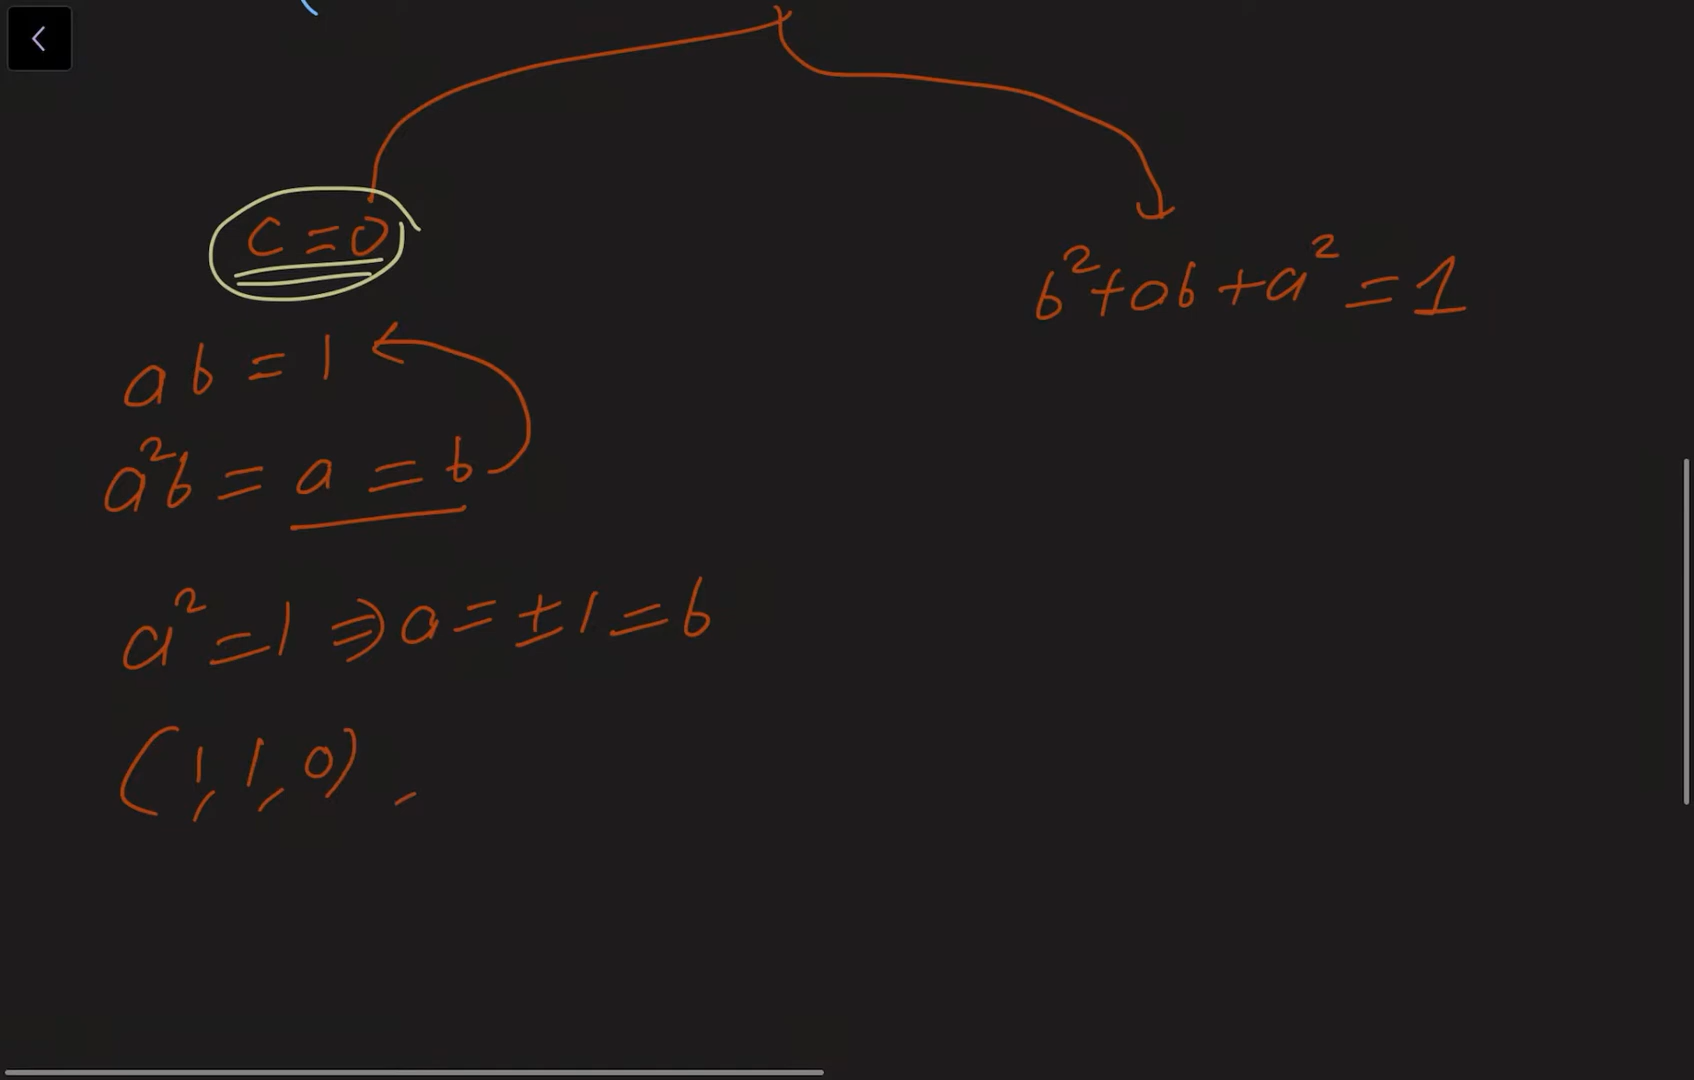 c = 0
b² + ab + a² = 1
ab = 1
a²b = a = b
a² = 1 ⇒ a = ± 1 = b
(1, 1, 0)